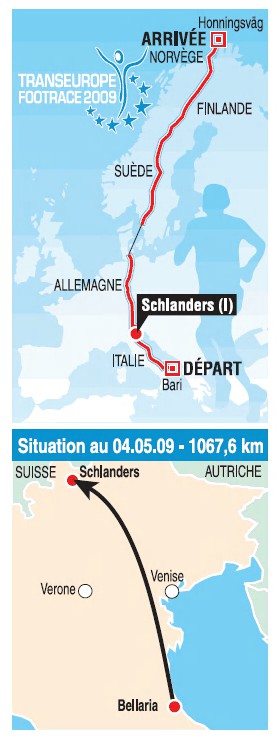 Honningsvåg
ARRIVÉE
NORVÈGE
TRANSEUROPE
FOOTRACE 2009
FINLANDE
SUÈDE
ALLEMAGNE
Schlanders (I)
ITALIE
DÉPART
Bari
Situation au 04.05.09 - 1067,6 km
SUISSE
Schlanders
AUTRICHE
Verone
Venise
Bellaria